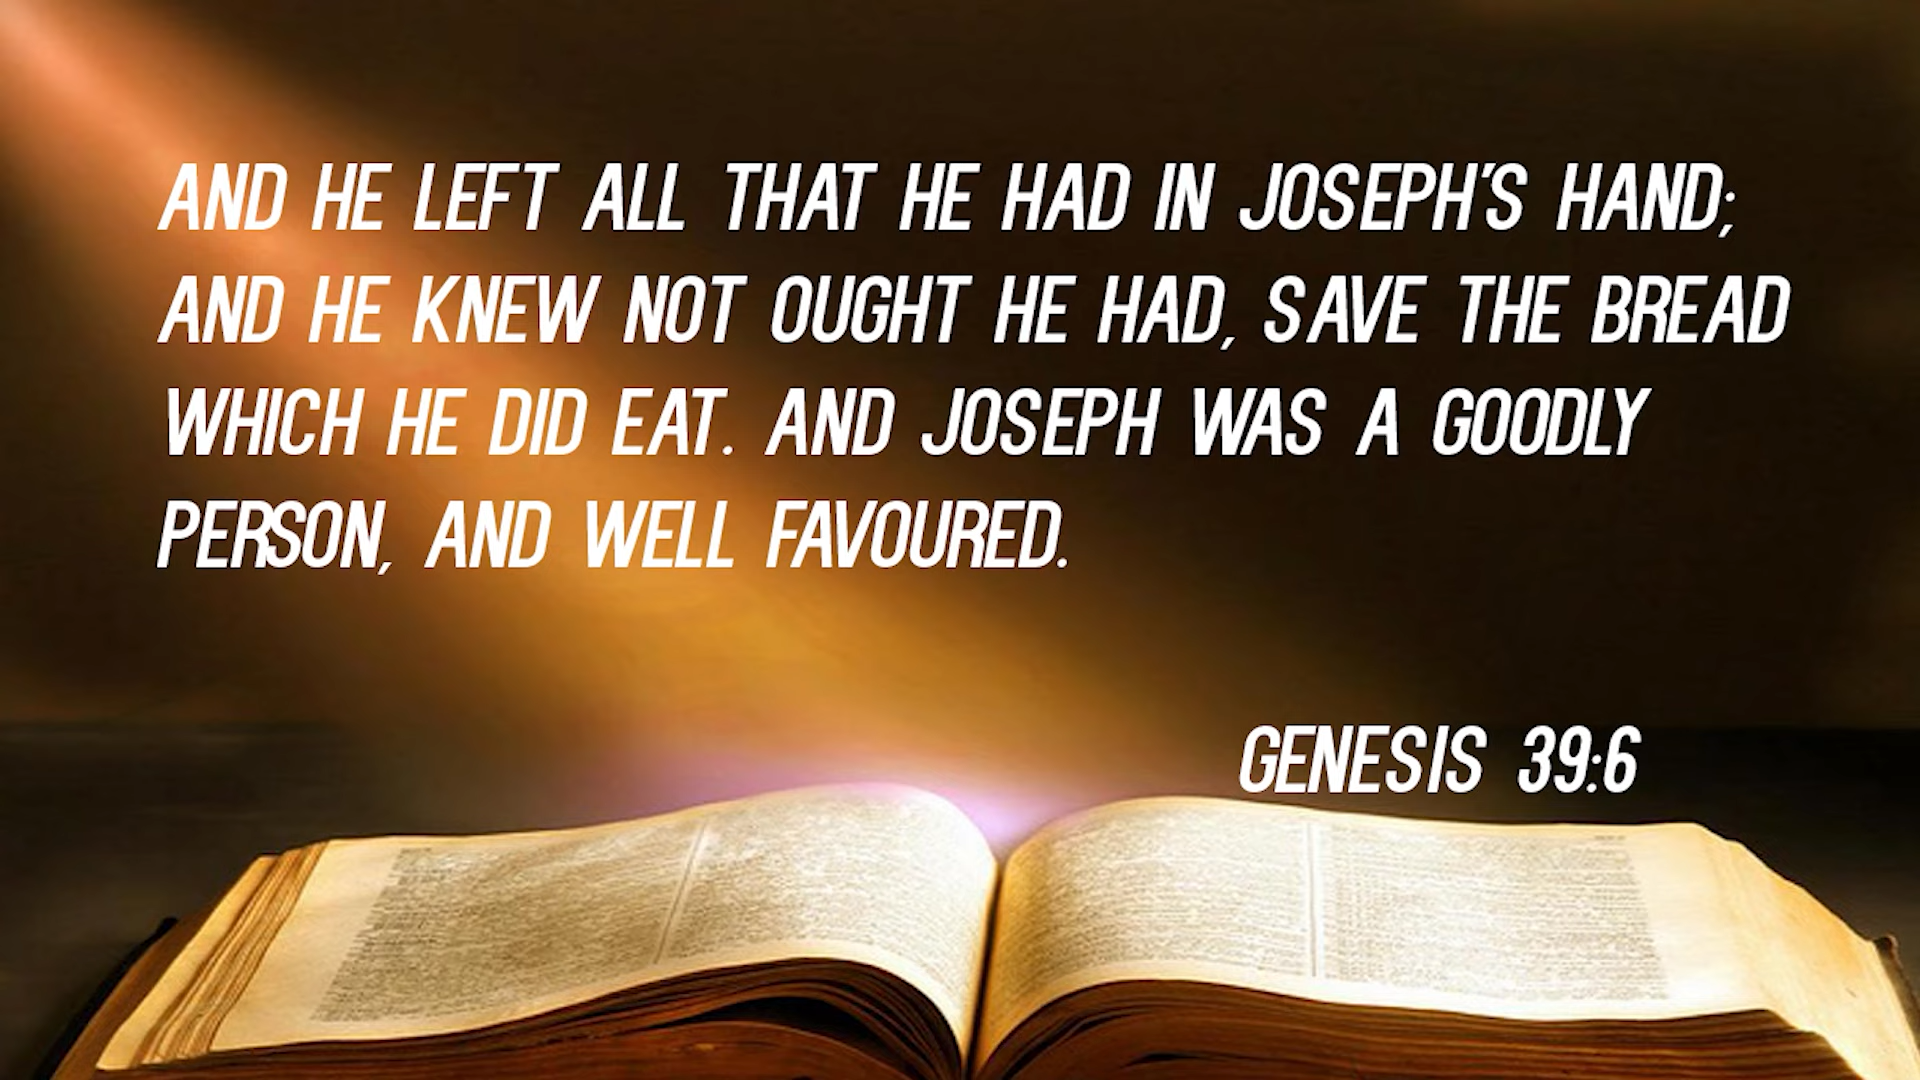 AND HE LEFT ALL THAT HE HAD IN JOSEPH'S HAND;
AND HE KNEW NOT OUGHT HE HAD, SAVE THE BREAD
WHICH HE DID EAT. AND JOSEPH WAS A GOODLY
PERSON, AND WELL FAVOURED.
GENESIS 39:6